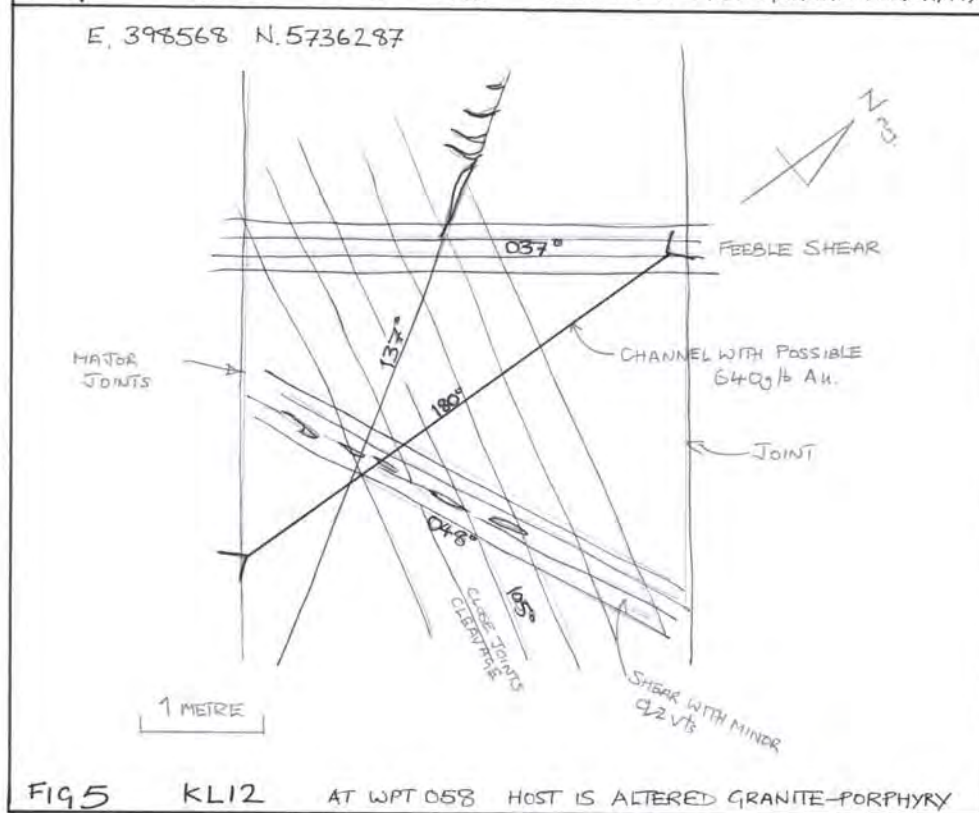 E. 398568 N. 5736287
N
037°
FEEBLE SHEAR
137°
MAJOR
JOINTS
180°
CHANNEL WITH POSSIBLE
640g/t Au.
JOINT
048°
105°
CLOSE JOINTS
CLEAVAGE
SHEAR WITH MINOR
qz vts
1 METRE
FIG 5 KL12 AT WPT 058 HOST IS ALTERED GRANITE-PORPHYRY